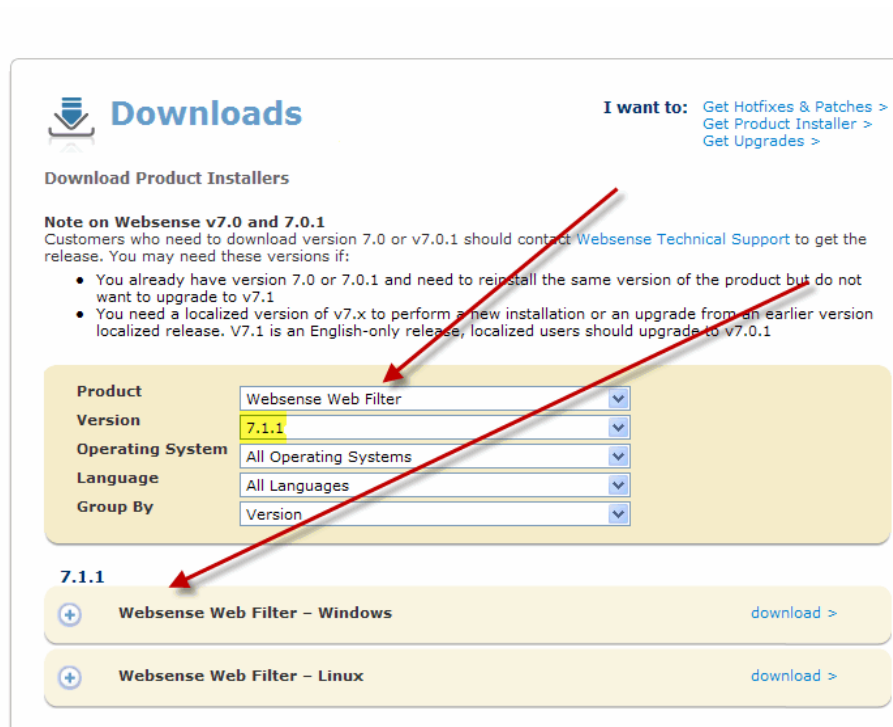 Downloads
I want to: Get Hotfixes & Patches >
Get Product Installer >
Get Upgrades >
Download Product Installers
Note on Websense v7.0 and 7.0.1
Customers who need to download version 7.0 or v7.0.1 should contact Websense Technical Support to get the
release. You may need these versions if:
• You already have version 7.0 or 7.0.1 and need to reinstall the same version of the product but do not
want to upgrade to v7.1
• You need a localized version of v7.x to perform a new installation or an upgrade from an earlier version
localized release. V7.1 is an English-only release, localized users should upgrade to v7.0.1
Product Websense Web Filter
Version 7.1.1
Operating System All Operating Systems
Language All Languages
Group By Version
7.1.1
Websense Web Filter – Windows download >
Websense Web Filter – Linux download >